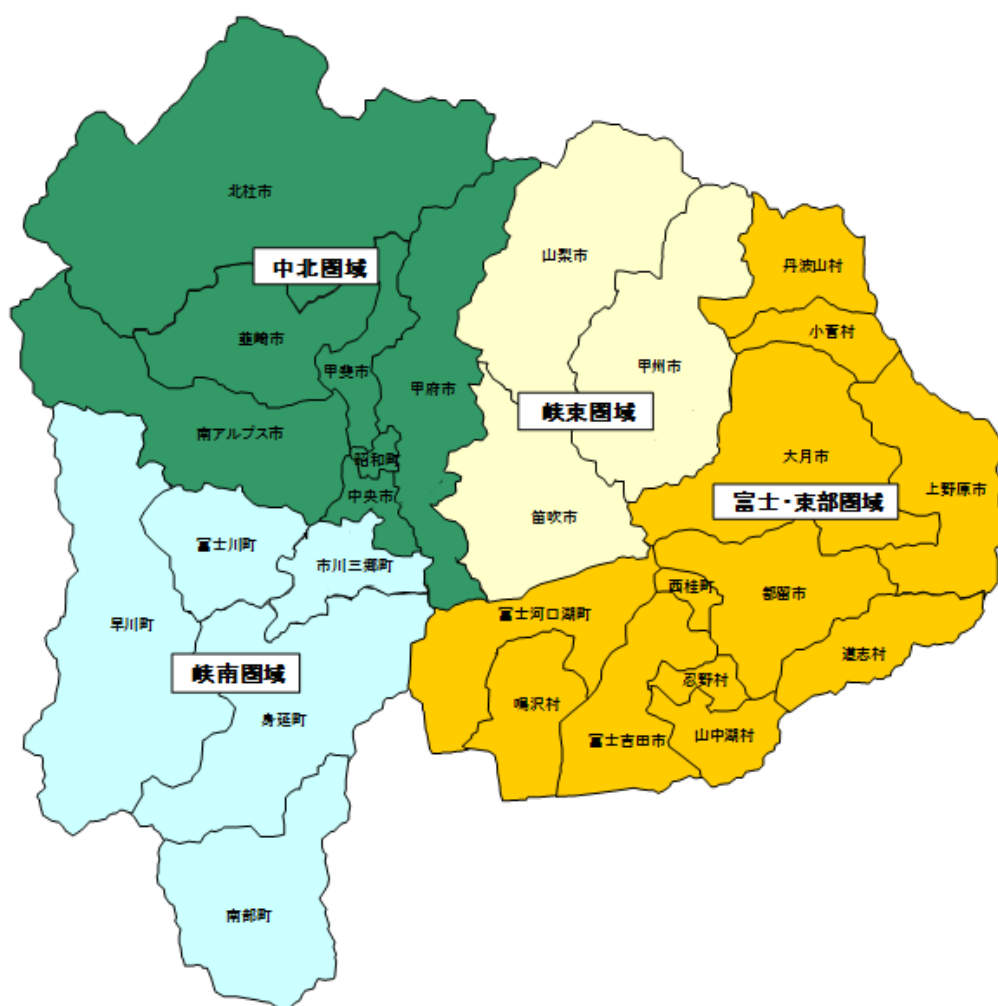 北杜市
山梨市
丹波山村
中北圏域
小菅村
韮崎市
甲斐市
甲府市
甲州市
峡東圏域
南アルプス市
昭和町
大月市
中央市
上野原市
富士・東部圏域
笛吹市
富士川町
市川三郷町
西桂町
都留市
富士河口湖町
早川町
道志村
峡南圏域
忍野村
鳴沢村
身延町
富士吉田市
山中湖村
南部町